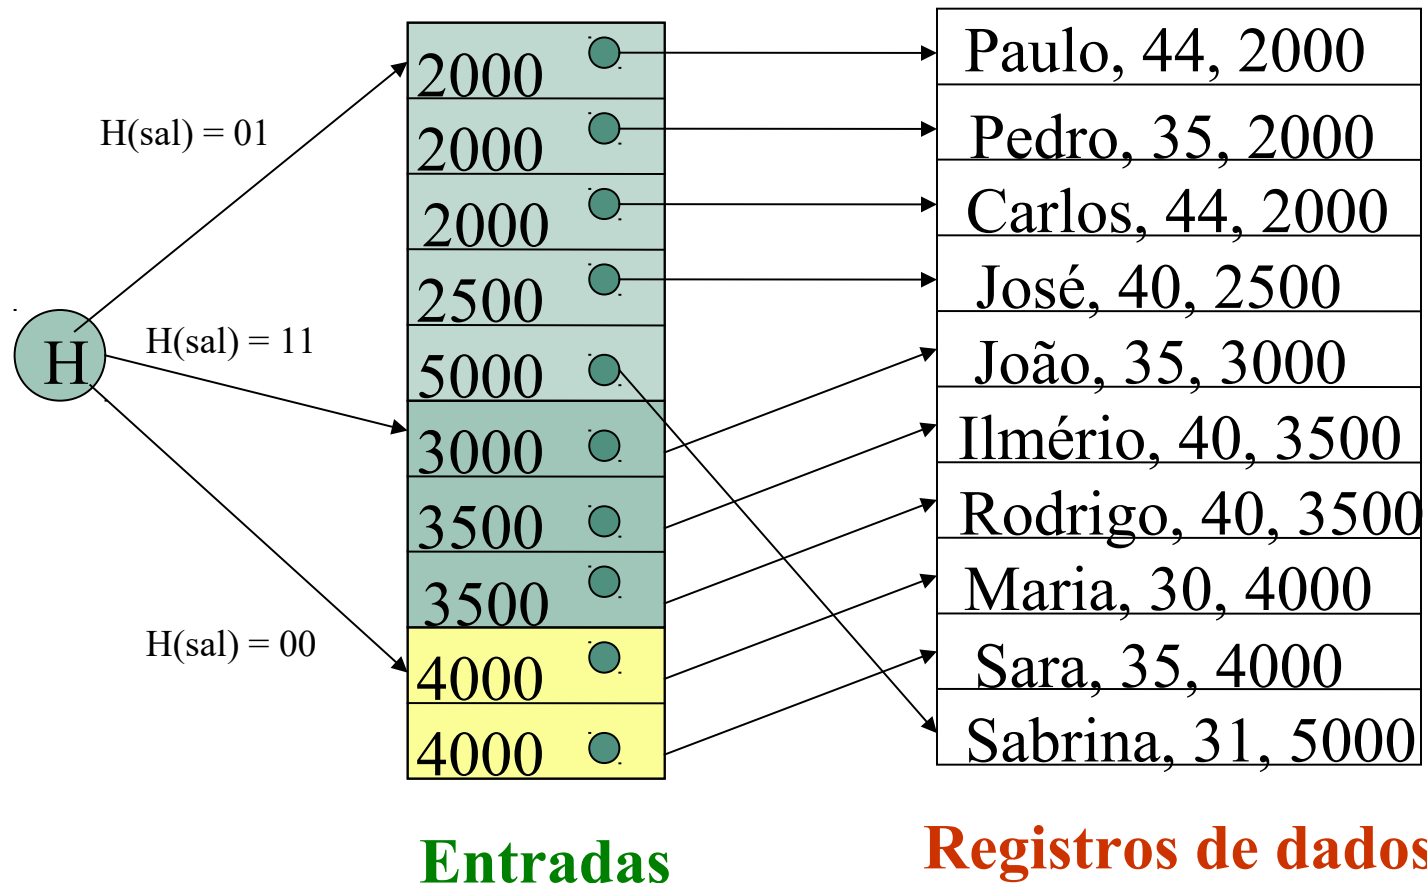 H
H(sal) = 01
H(sal) = 11
H(sal) = 00
2000
2000
2000
2500
5000
3000
3500
3500
4000
4000
Entradas
Paulo, 44, 2000
Pedro, 35, 2000
Carlos, 44, 2000
José, 40, 2500
João, 35, 3000
Ilmério, 40, 3500
Rodrigo, 40, 3500
Maria, 30, 4000
Sara, 35, 4000
Sabrina, 31, 5000
Registros de dados